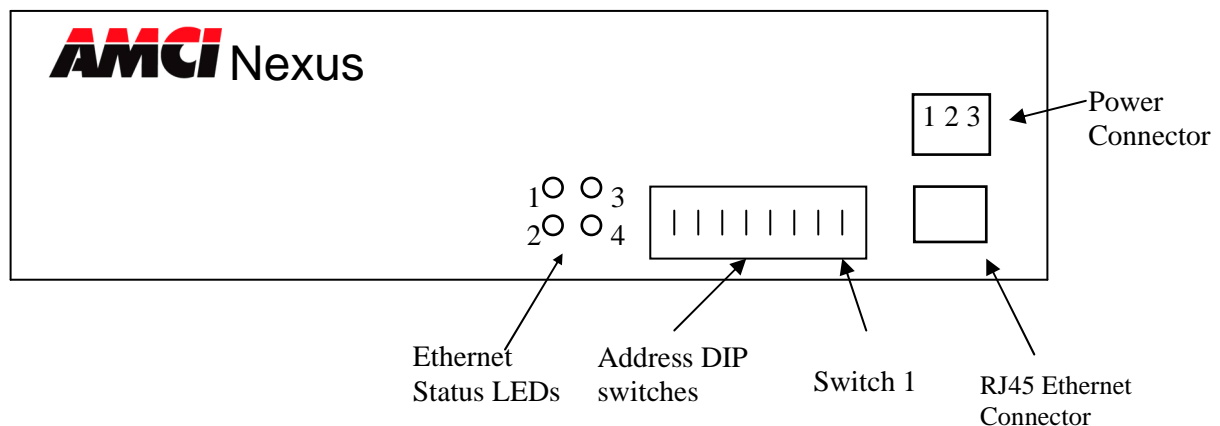 AMCI Nexus
1 2 3
Power
Connector
1 3
2 4
Ethernet
Status LEDs
Address DIP
switches
Switch 1
RJ45 Ethernet
Connector